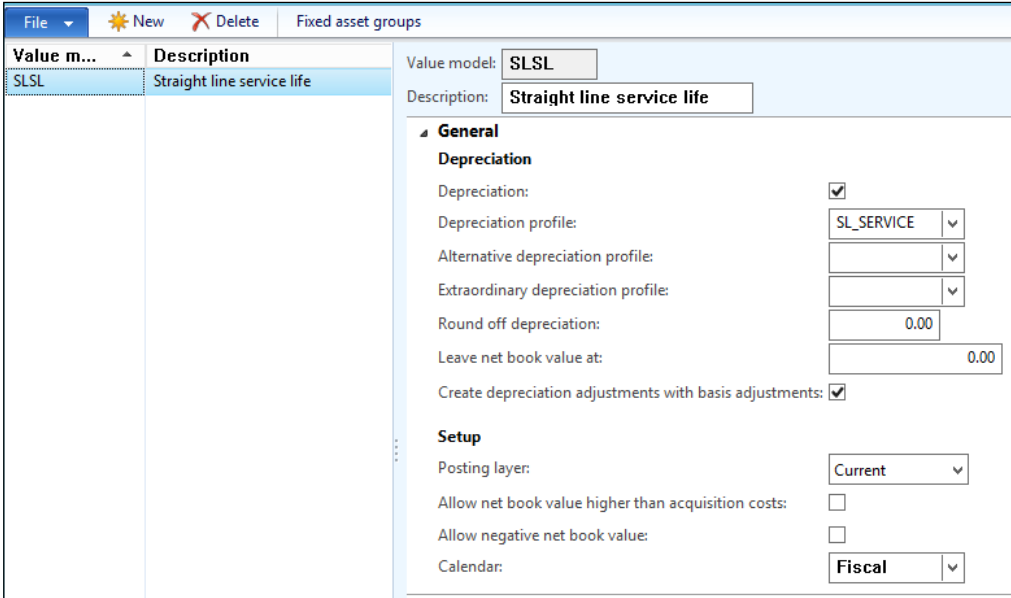 File New Delete Fixed asset groups
Value m... Description
SLSL Straight line service life
Value model: SLSL
Description: Straight line service life
General
Depreciation
Depreciation:
Depreciation profile: SL_SERVICE
Alternative depreciation profile:
Extraordinary depreciation profile:
Round off depreciation: 0.00
Leave net book value at: 0.00
Create depreciation adjustments with basis adjustments:
Setup
Posting layer: Current
Allow net book value higher than acquisition costs:
Allow negative net book value:
Calendar: Fiscal